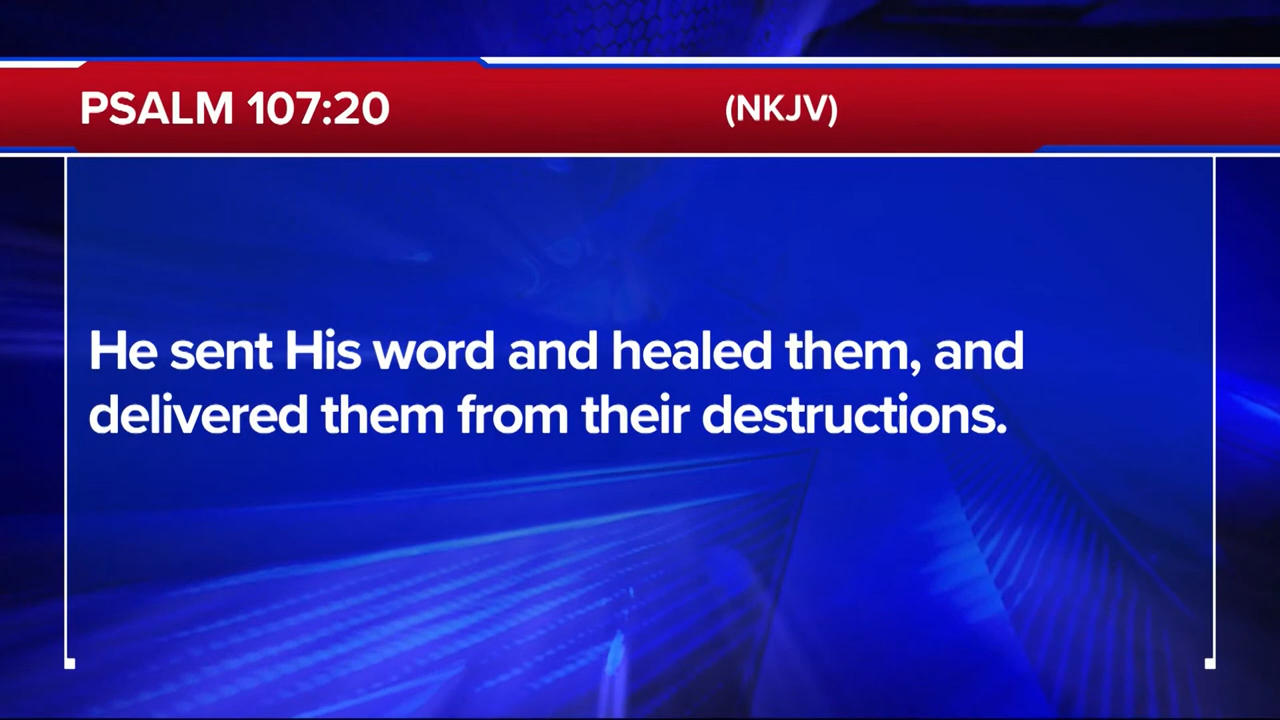 PSALM 107:20 (NKJV)
He sent His word and healed them, and
delivered them from their destructions.